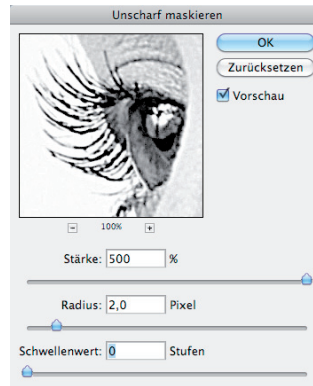 Unscharf maskieren
OK
Zurücksetzen
Vorschau
100%
Stärke: 500 %
Radius: 2,0 Pixel
Schwellenwert: 0 Stufen